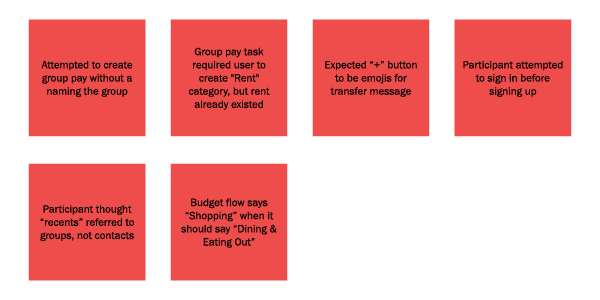 Attempted to create
group pay without a
naming the group
Group pay task
required user to
create "Rent"
category, but rent
already existed
Expected “+” button
to be emojis for
transfer message
Participant attempted
to sign in before
signing up
Participant thought
“recents” referred to
groups, not contacts
Budget flow says
“Shopping” when it
should say “Dining &
Eating Out”